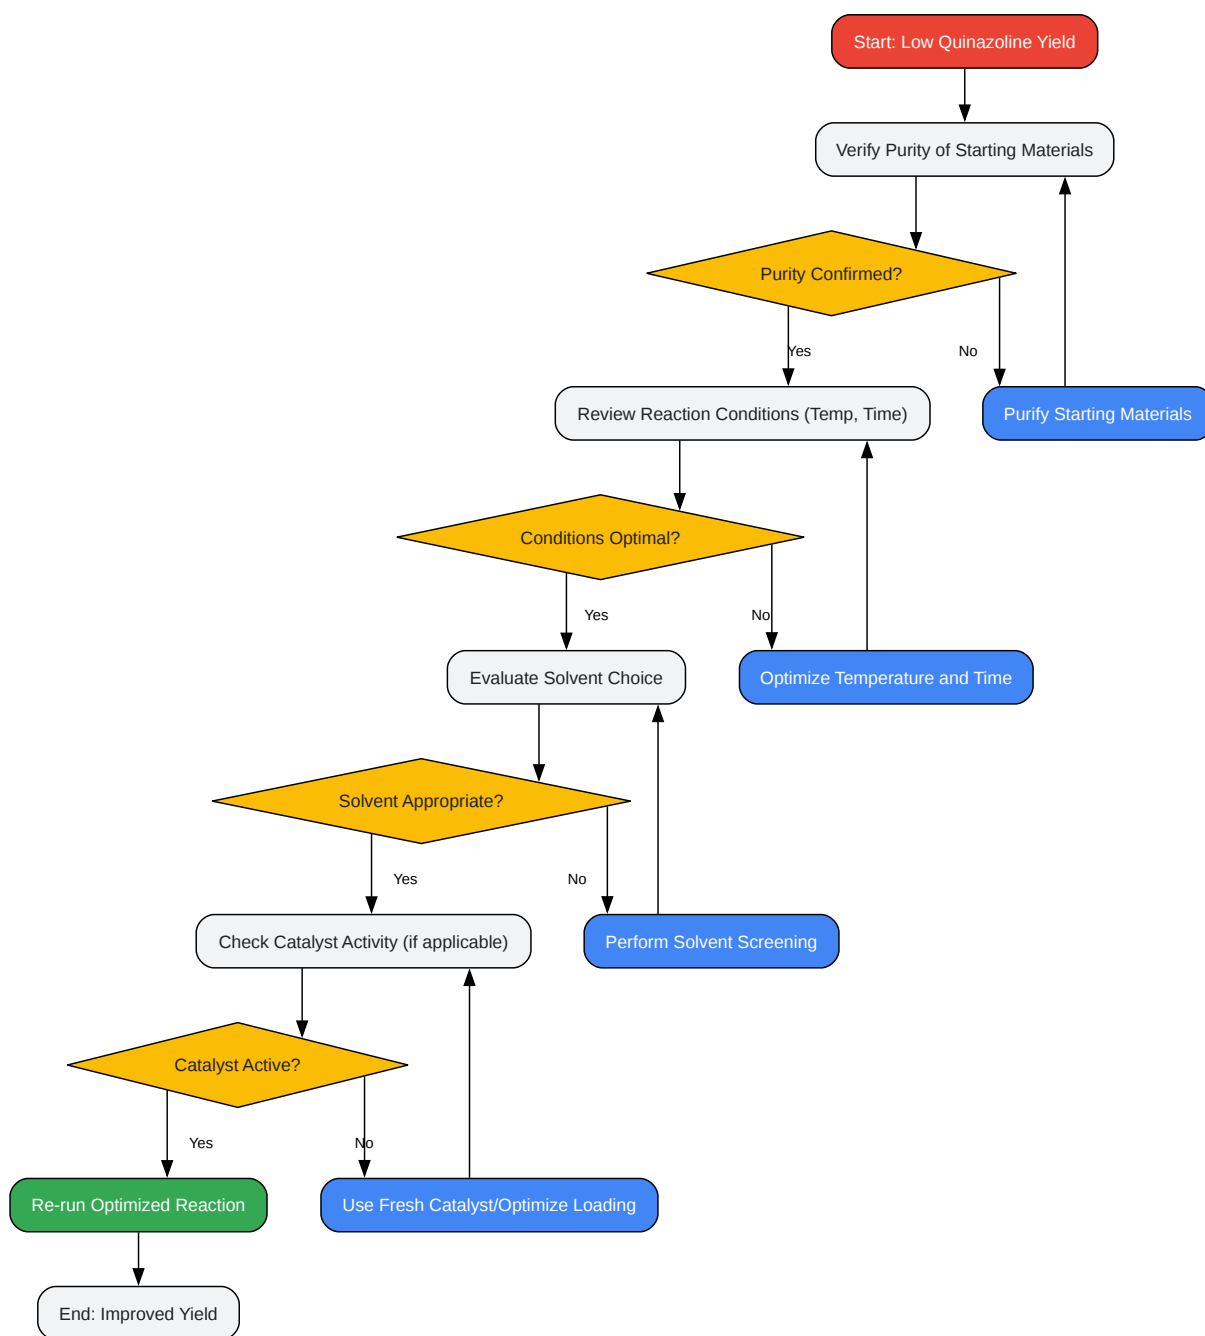 Start: Low Quinazoline Yield
Verify Purity of Starting Materials
Purity Confirmed?
Yes
No
Review Reaction Conditions (Temp, Time)
Purify Starting Materials
Conditions Optimal?
Yes
No
Evaluate Solvent Choice
Optimize Temperature and Time
Solvent Appropriate?
Yes
No
Check Catalyst Activity (if applicable)
Perform Solvent Screening
Catalyst Active?
Yes
No
Re-run Optimized Reaction
Use Fresh Catalyst/Optimize Loading
End: Improved Yield